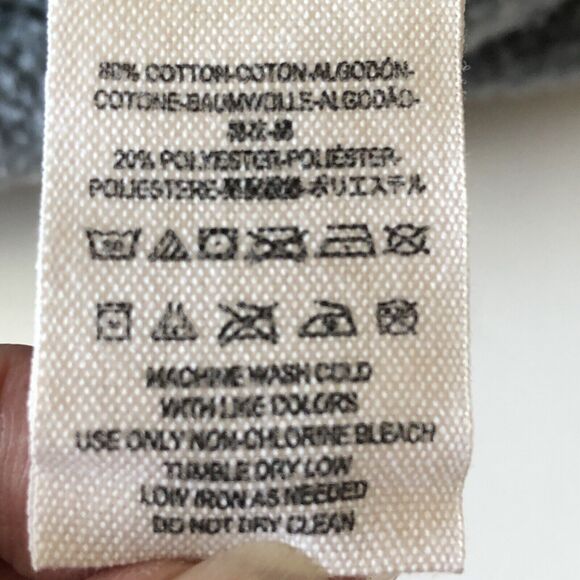 80% COTTON-COTON-ALGODÓN-
COTONE-BAUMWOLLE-ALGODÃO-
20% POLYESTER-POLIÉSTER-
POLIESTERE-ポリエステル
MACHINE WASH COLD
WITH LIKE COLORS
USE ONLY NON-CHLORINE BLEACH
TUMBLE DRY LOW
LOW IRON AS NEEDED
DO NOT DRY CLEAN